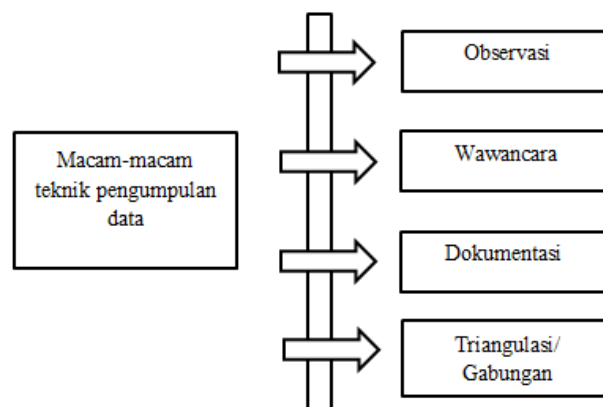 Macam-macam
teknik pengumpulan
data
Observasi
Wawancara
Dokumentasi
Triangulasi/
Gabungan